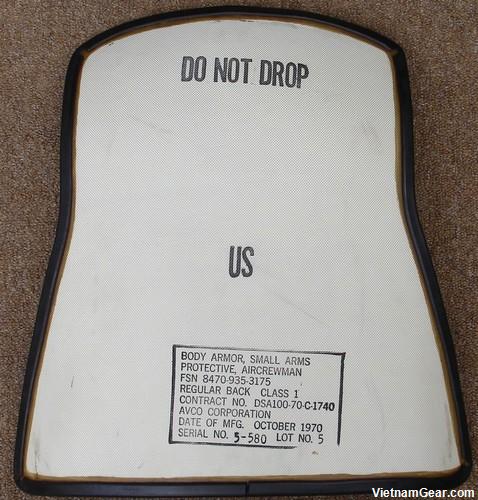 DO NOT DROP
US
BODY ARMOR, SMALL ARMS
PROTECTIVE, AIRCREWMAN
FSN 8470-935-3175
REGULAR BACK CLASS 1
CONTRACT NO. DSA100-70-C-1740
AVCO CORPORATION
DATE OF MFG. OCTOBER 1970
SERIAL NO. 5-580 LOT NO. 5
VietnamGear.com